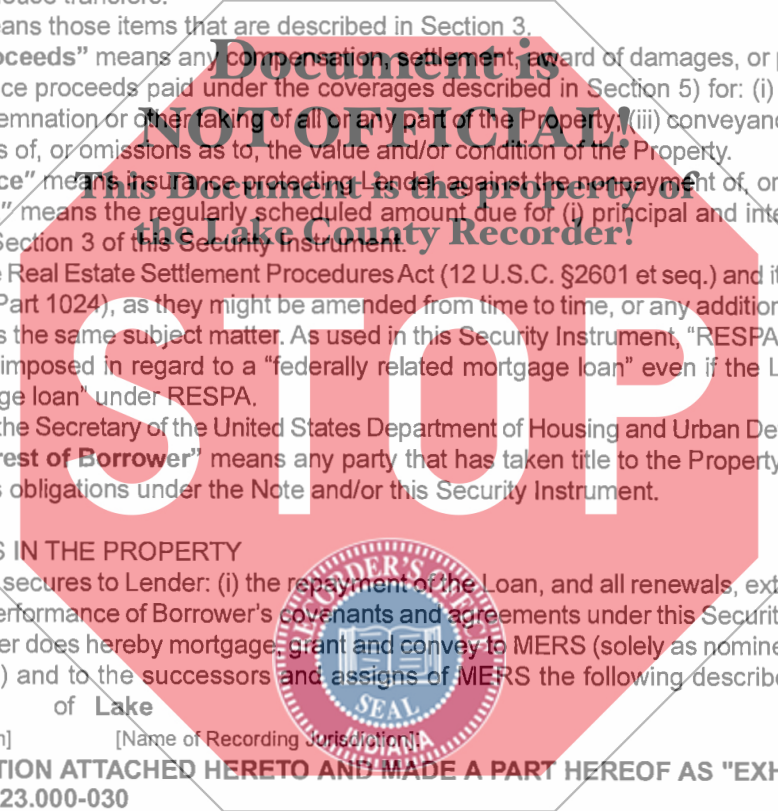 eans those items that are described in Section 3.
oceeds” means any compensation, settlement, award of damages, or
ce proceeds paid under the coverages described in Section 5) for: (i)
emnation or other taking of all or any part of the Property; (iii) conveyanc
s of, or omissions as to, the value and/or condition of the Property.
ce” means insurance protecting Lender against the nonpayment of, or
” means the regularly scheduled amount due for (i) principal and inte
Section 3 of this Security Instrument.
Real Estate Settlement Procedures Act (12 U.S.C. §2601 et seq.) and i
Part 1024), as they might be amended from time to time, or any addition
s the same subject matter. As used in this Security Instrument, “RESPA
imposed in regard to a “federally related mortgage loan” even if the L
ge loan” under RESPA.
the Secretary of the United States Department of Housing and Urban De
rest of Borrower” means any party that has taken title to the Property
s obligations under the Note and/or this Security Instrument.
S IN THE PROPERTY
secures to Lender: (i) the repayment of the Loan, and all renewals, ext
erformance of Borrower's covenants and agreements under this Securit
er does hereby mortgage, grant and convey to MERS (solely as nomine
) and to the successors and assigns of MERS the following describe
of Lake
n] [Name of Recording Jurisdiction]:
TION ATTACHED HERETO AND MADE A PART HEREOF AS "EXH
23.000-030
Document is
NOT OFFICIAL!
This Document is the property of
the Lake County Recorder!
STOP
RECORDER'S OFFICE
SEAL
INDIANA